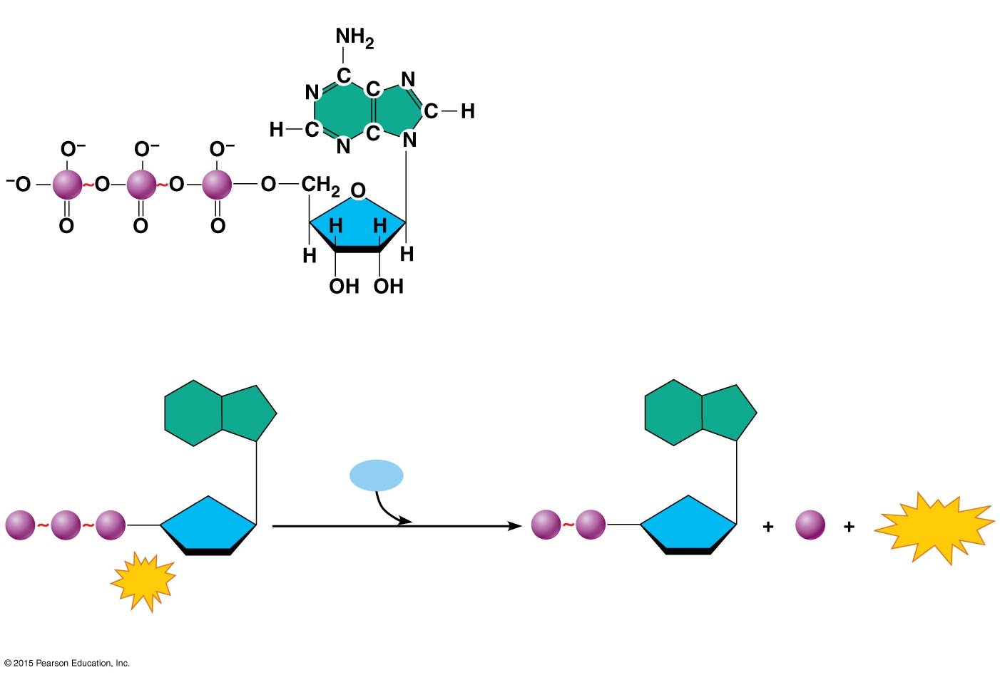 NH₂
C
N
C
N
C—H
H—C
N
C
N
O⁻
O⁻
O⁻
⁻O
~O
~O
O
CH₂
O
O
O
O
H
H
H
H
OH
OH
+
+
© 2015 Pearson Education, Inc.